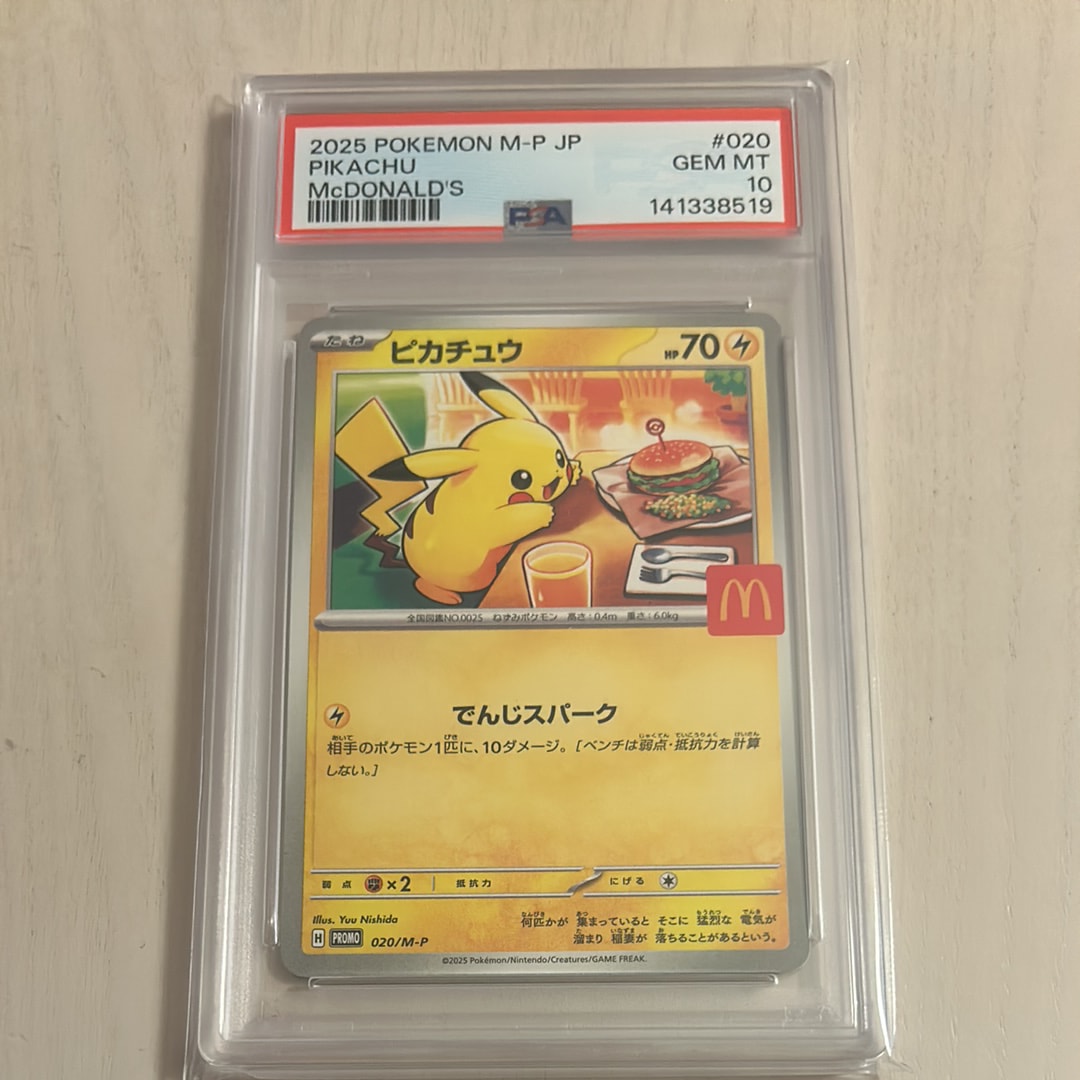 2025 POKEMON M-P JP #020
PIKACHU GEM MT
McDONALD'S 10
141338519
PSA
たね ピカチュウ HP70
全国図鑑NO.0025 ねずみポケモン 高さ:0.4m 重さ:6.0kg
でんじスパーク
相手のポケモン1匹に、10ダメージ。[ベンチは弱点・抵抗力を計算
しない。]
弱点 ×2 抵抗力 にげる
Illus. Yuu Nishida
何匹かが 集まっていると そこに 猛烈な 電気が
溜まり 稲妻が 落ちることがあるという。
H PROMO 020/M-P
©2025 Pokémon/Nintendo/Creatures/GAME FREAK.